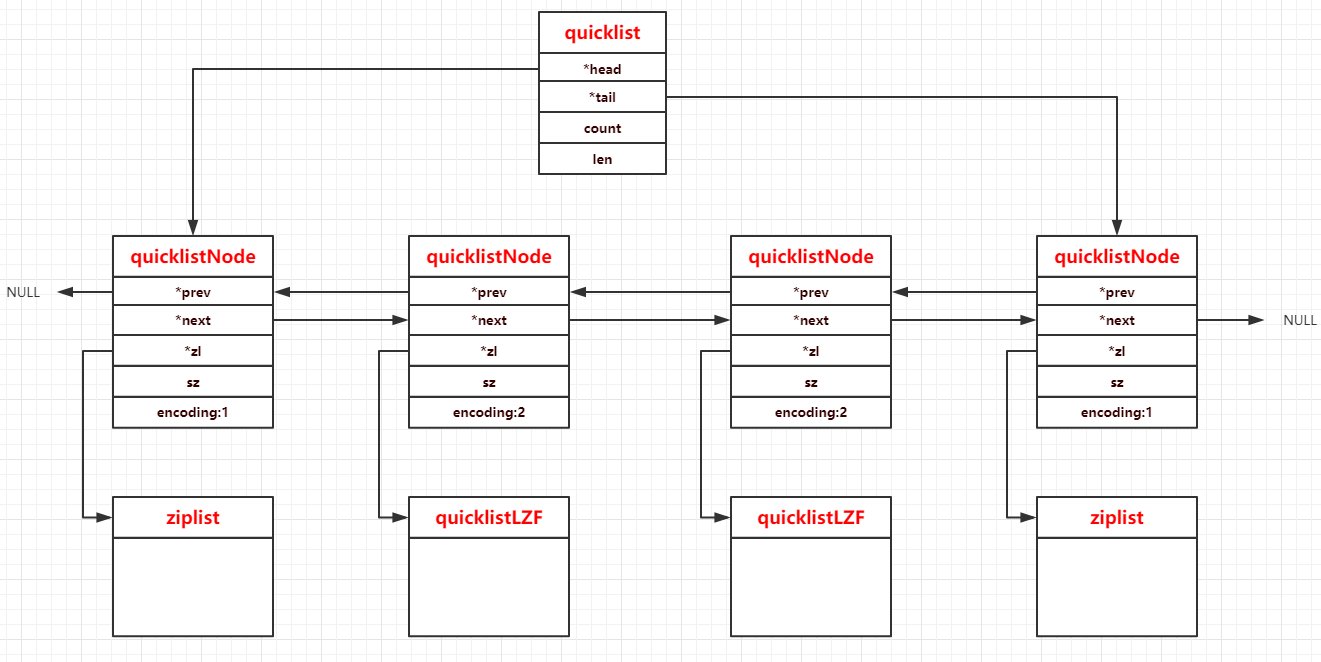 quicklist
*head
*tail
count
len
quicklistNode quicklistNode quicklistNode quicklistNode
NULL *prev *prev *prev *prev
*next *next *next *next NULL
*zl *zl *zl *zl
sz sz sz sz
encoding:1 encoding:2 encoding:2 encoding:1
ziplist quicklistLZF quicklistLZF ziplist